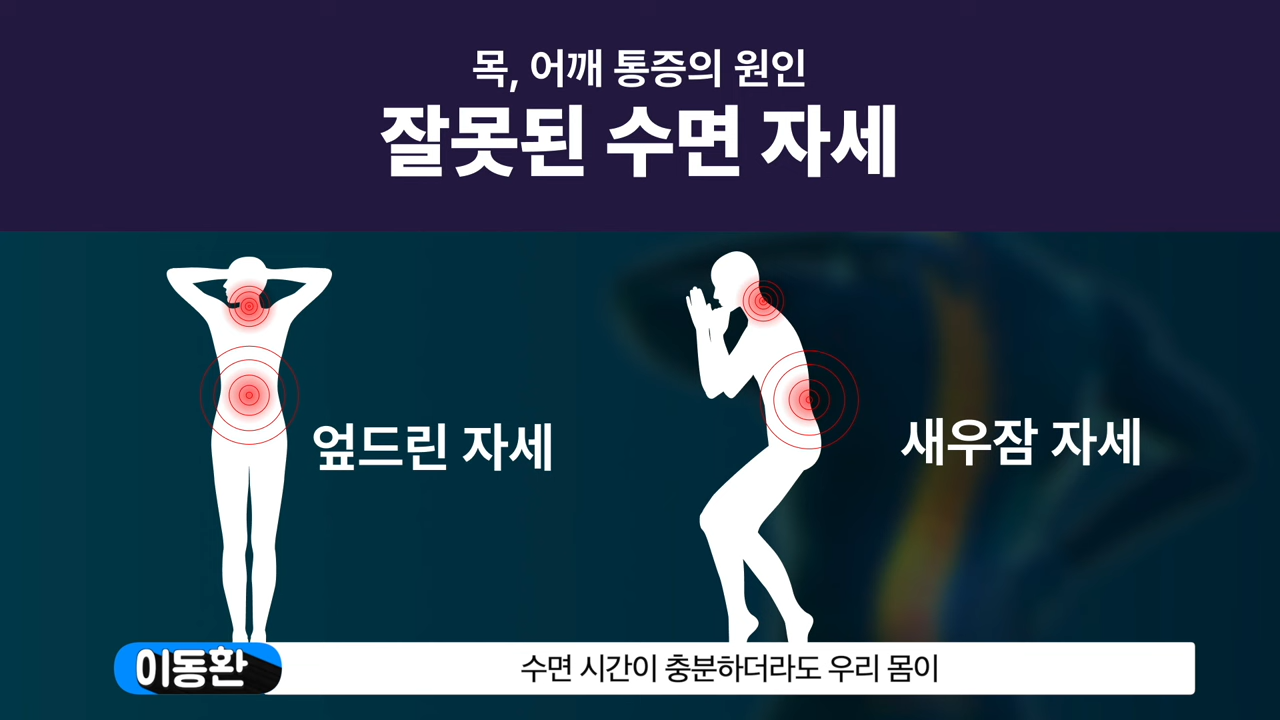 목, 어깨 통증의 원인
잘못된 수면 자세
엎드린 자세
새우잠 자세
이동환
수면 시간이 충분하더라도 우리 몸이